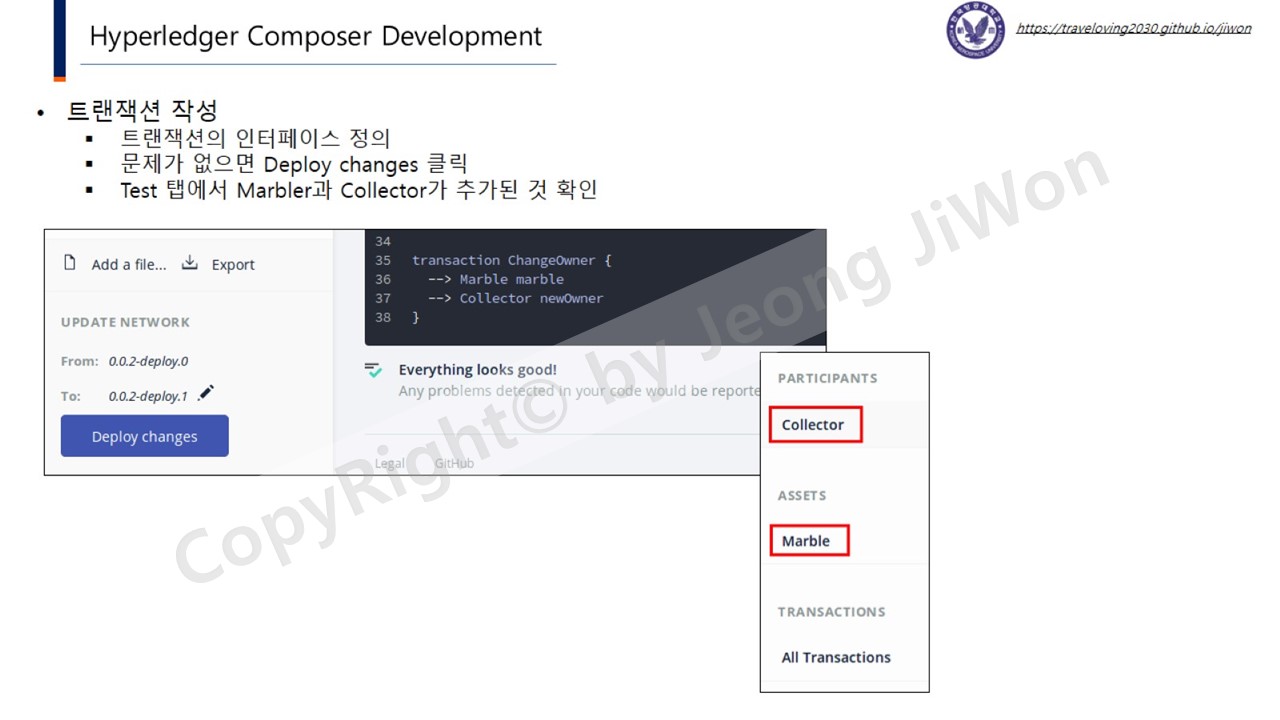 Hyperledger Composer Development
https://traveloving2030.github.io/jiwon
• 트랜잭션 작성
▪ 트랜잭션의 인터페이스 정의
▪ 문제가 없으면 Deploy changes 클릭
▪ Test 탭에서 Marbler과 Collector가 추가된 것 확인
Add a file... Export
UPDATE NETWORK
From: 0.0.2-deploy.0
To: 0.0.2-deploy.1
Deploy changes
34
35 transaction ChangeOwner {
36 --> Marble marble
37 --> Collector newOwner
38 }
Everything looks good!
Any problems detected in your code would be reporte
Legal GitHub
PARTICIPANTS
Collector
ASSETS
Marble
TRANSACTIONS
All Transactions
CopyRight© by Jeong JiWon